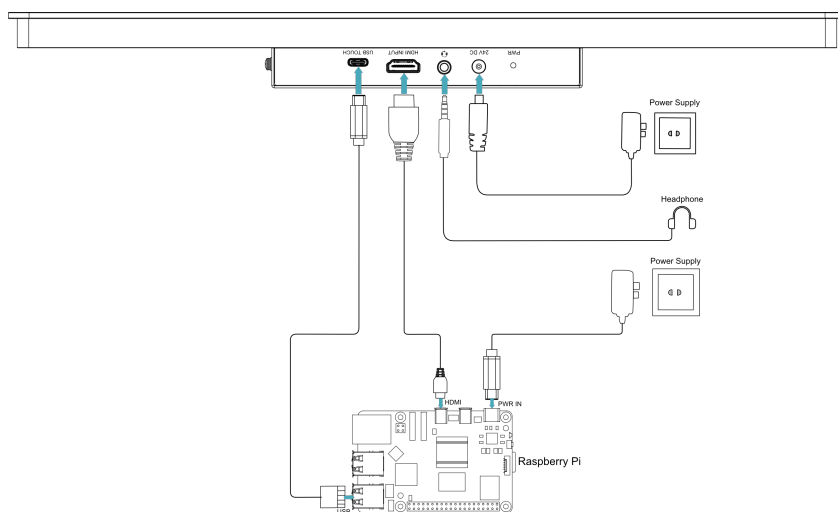 USB TOUCH
HDMI INPUT
24V DC
PWR
Power Supply
Headphone
Power Supply
HDMI
PWR IN
Raspberry Pi
USB